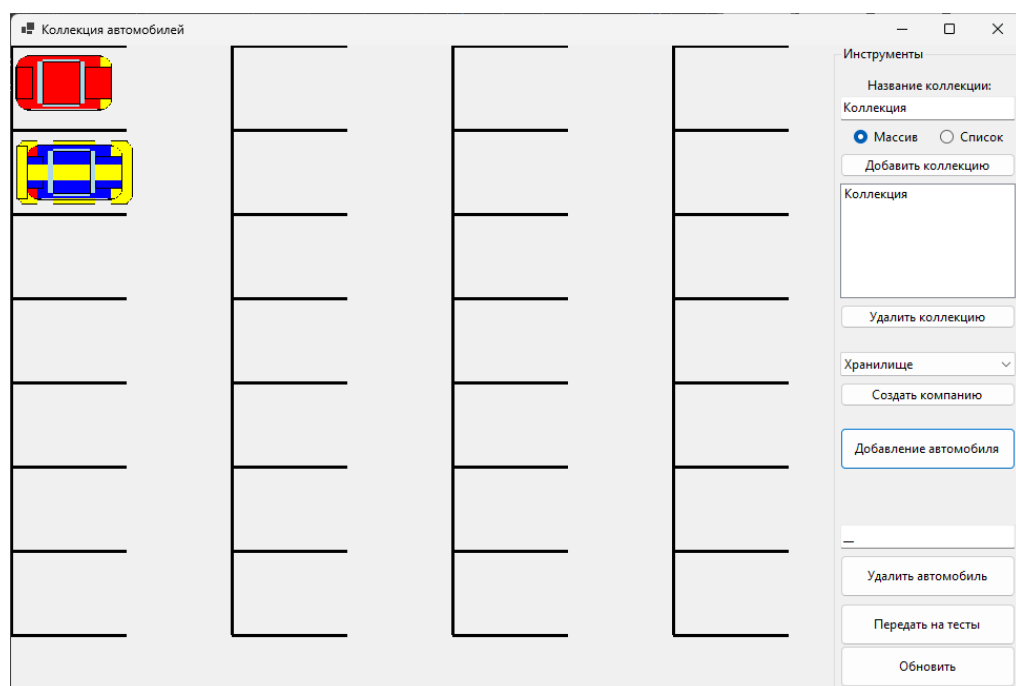 Коллекция автомобилей
Инструменты
Название коллекции:
Коллекция
Массив Список
Добавить коллекцию
Коллекция
Удалить коллекцию
Хранилище
Создать компанию
Добавление автомобиля
__
Удалить автомобиль
Передать на тесты
Обновить